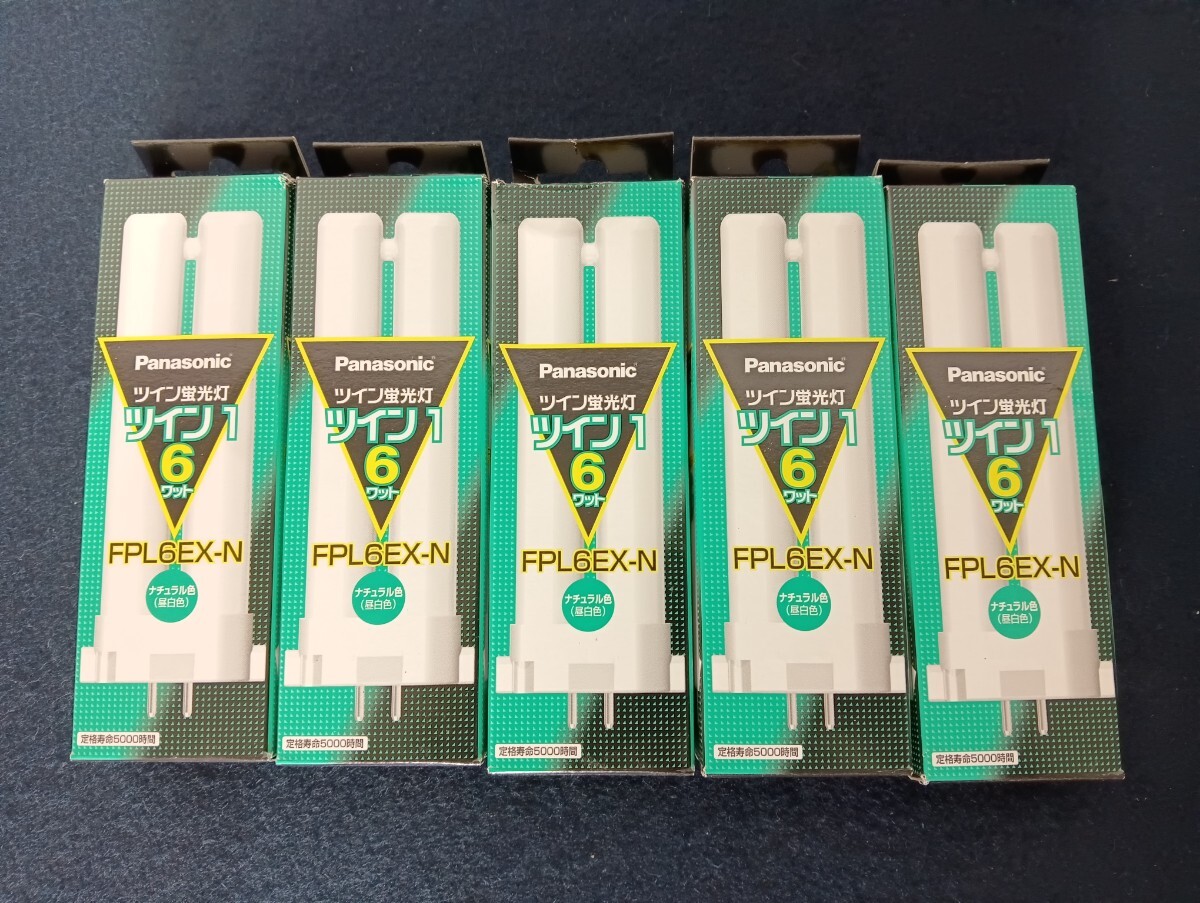 Panasonic
ツイン蛍光灯
ツイン1
6
ワット
FPL6EX-N
ナチュラル色
(昼白色)
定格寿命5000時間
Panasonic
ツイン蛍光灯
ツイン1
6
ワット
FPL6EX-N
ナチュラル色
(昼白色)
定格寿命5000時間
Panasonic
ツイン蛍光灯
ツイン1
6
ワット
FPL6EX-N
ナチュラル色
(昼白色)
定格寿命5000時間
Panasonic
ツイン蛍光灯
ツイン1
6
ワット
FPL6EX-N
ナチュラル色
(昼白色)
定格寿命5000時間
Panasonic
ツイン蛍光灯
ツイン1
6
ワット
FPL6EX-N
ナチュラル色
(昼白色)
定格寿命5000時間